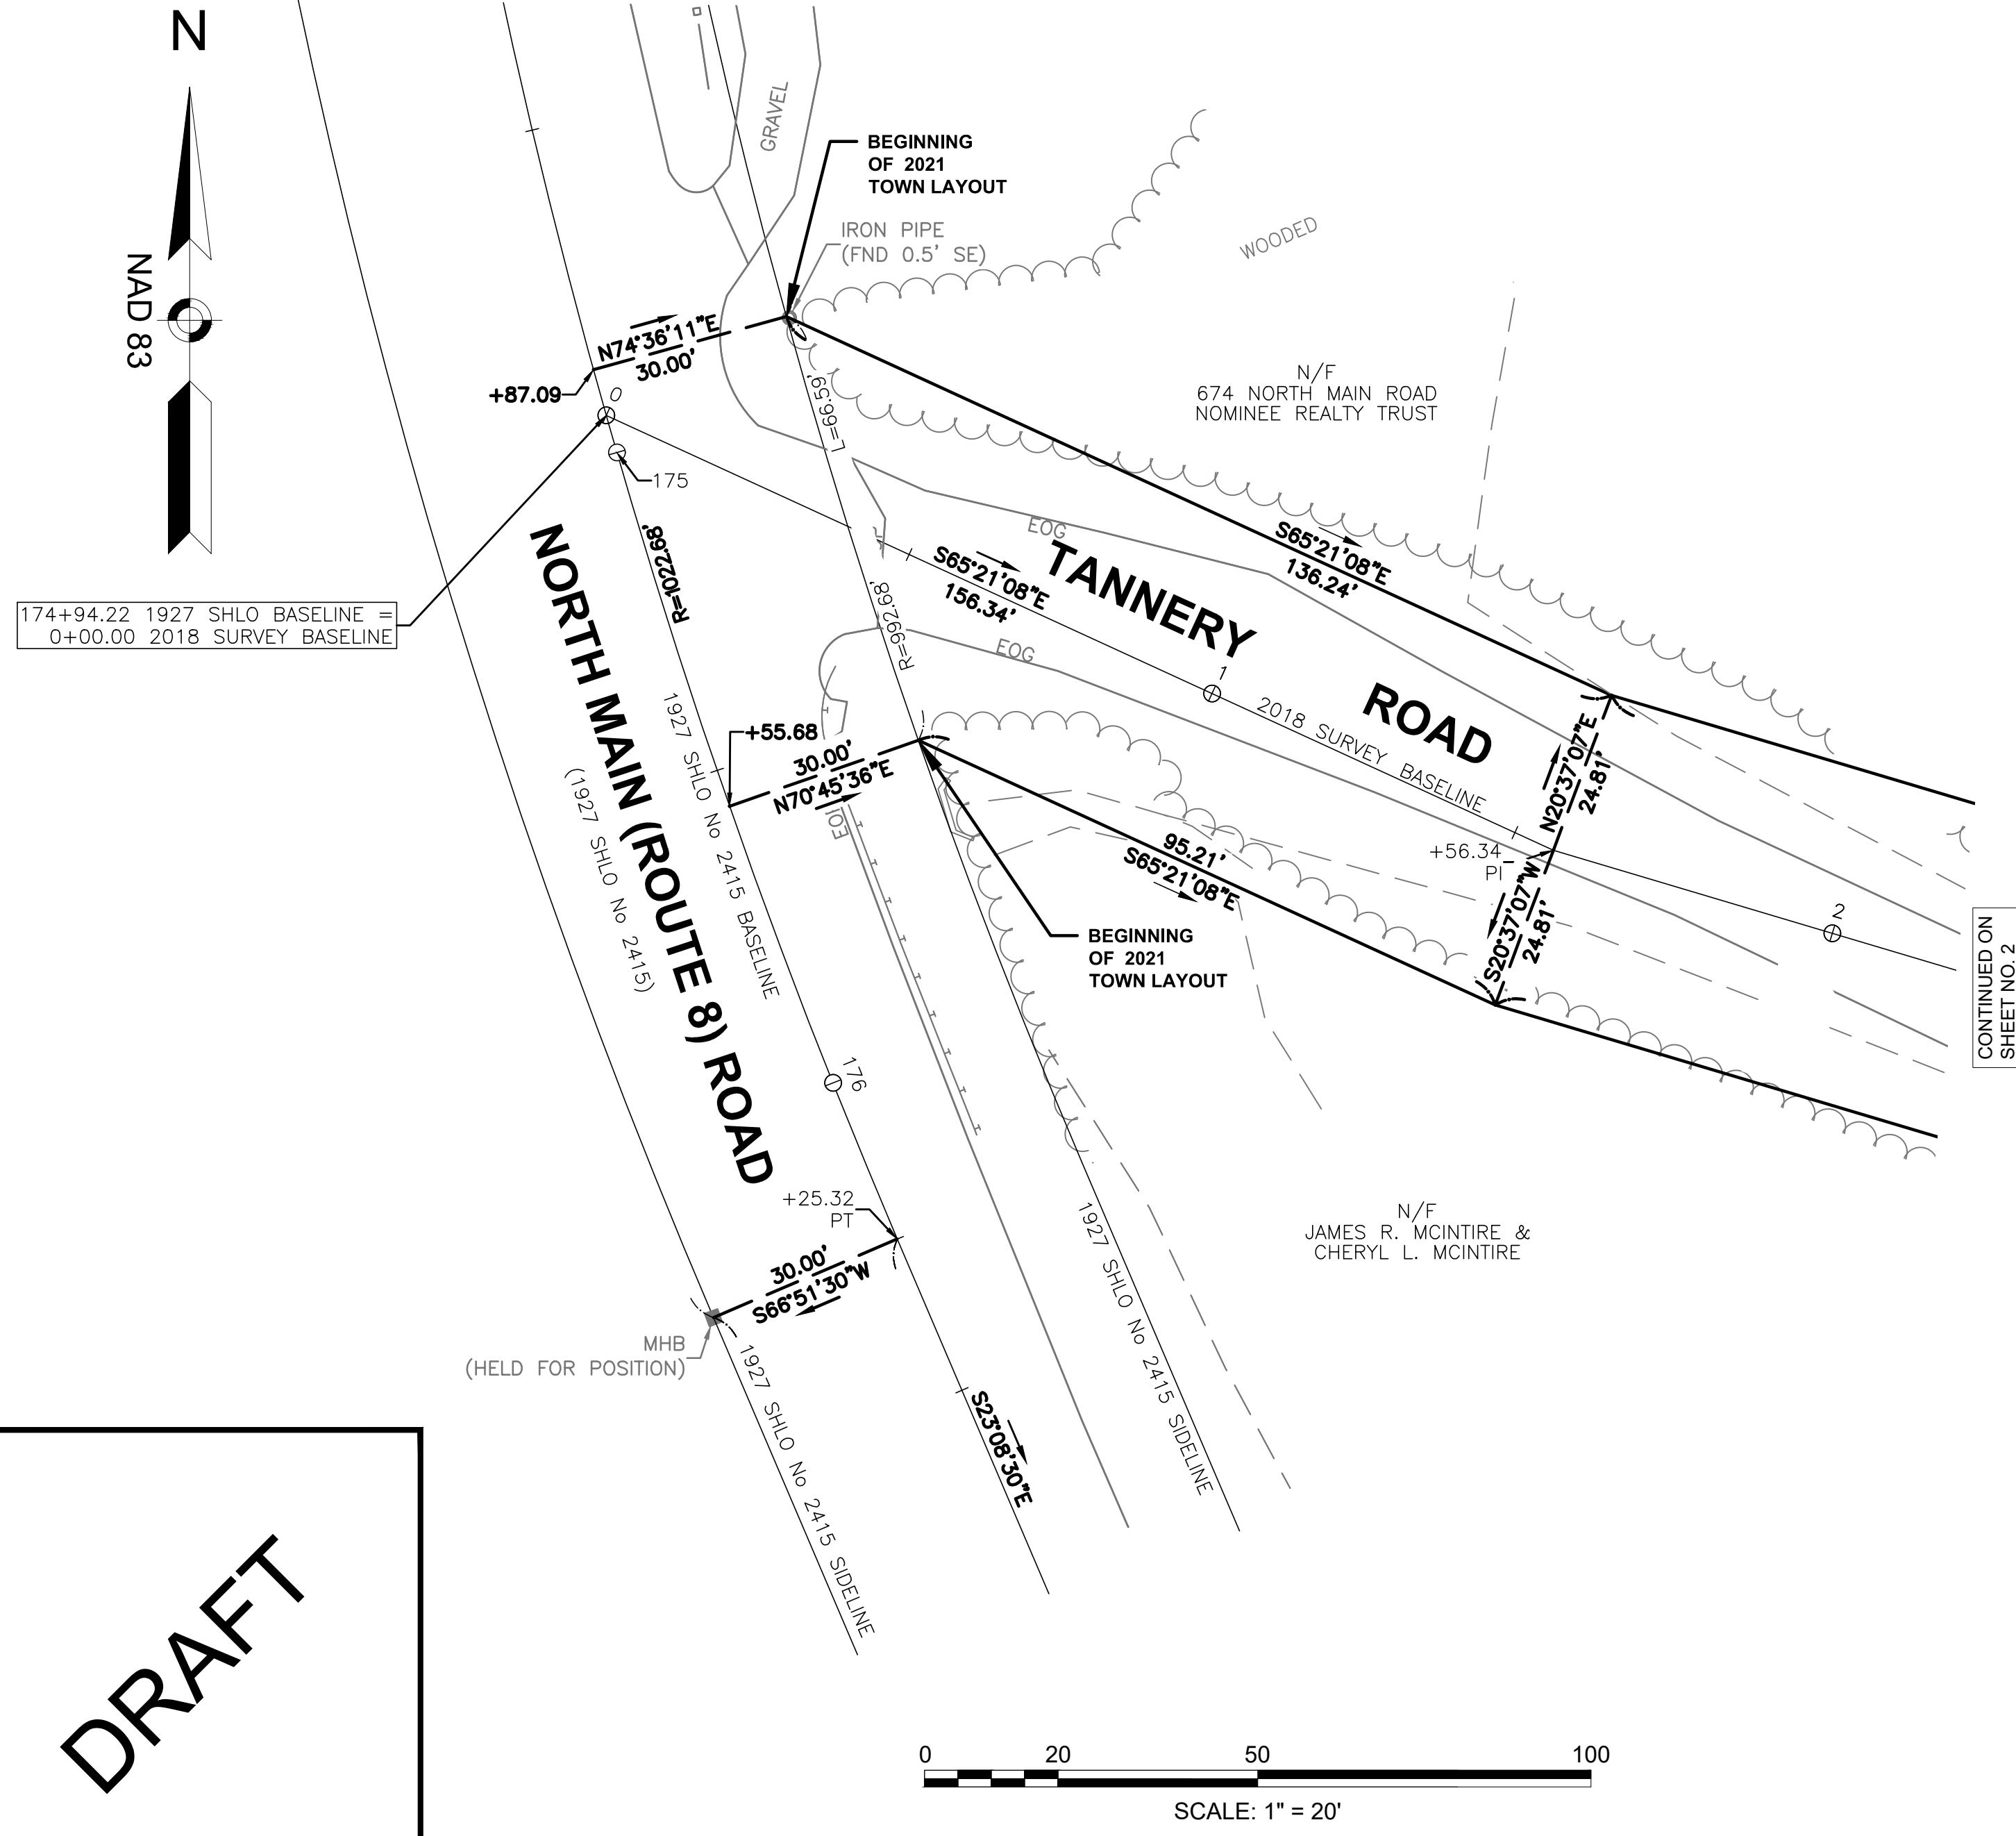 N
NAD 83
GRAVEL
BEGINNING
OF 2021
TOWN LAYOUT
IRON PIPE
(FND 0.5' SE)
WOODED
N74°36'11"E
30.00'
+87.09
0
175
L=66.59'
N/F
674 NORTH MAIN ROAD
NOMINEE REALTY TRUST
174+94.22 1927 SHLO BASELINE =
0+00.00 2018 SURVEY BASELINE
R=1022.68'
R=992.68'
EOG
S65°21'08"E
156.34'
TANNERY
ROAD
S65°21'08"E
136.24'
EOG
1
2018 SURVEY BASELINE
NORTH MAIN (ROUTE 8) ROAD
(1927 SHLO No 2415)
1927 SHLO No 2415 BASELINE
+55.68
30.00'
N70°45'36"E
95.21'
S65°21'08"E
N20°37'07"E
24.81'
+56.34
PI
S20°37'07"W
24.81'
2
BEGINNING
OF 2021
TOWN LAYOUT
CONTINUED ON
SHEET NO. 2
176
+25.32
PT
30.00'
S66°51'30"W
MHB
(HELD FOR POSITION)
1927 SHLO No 2415 SIDELINE
S23°08'30"E
1927 SHLO No 2415 SIDELINE
N/F
JAMES R. MCINTIRE &
CHERYL L. MCINTIRE
DRAFT
0 20 50 100
SCALE: 1" = 20'